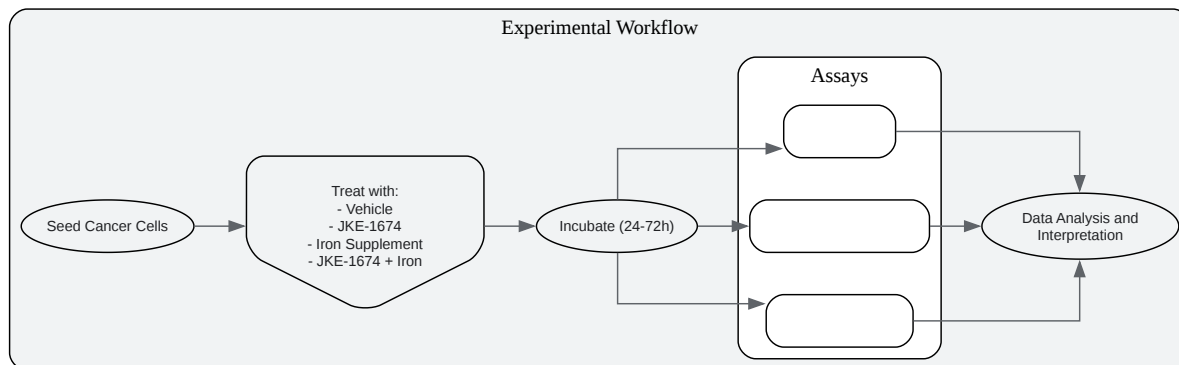 Experimental Workflow
Assays
Seed Cancer Cells
Treat with:
- Vehicle
- JKE-1674
- Iron Supplement
- JKE-1674 + Iron
Incubate (24-72h)
Data Analysis and
Interpretation